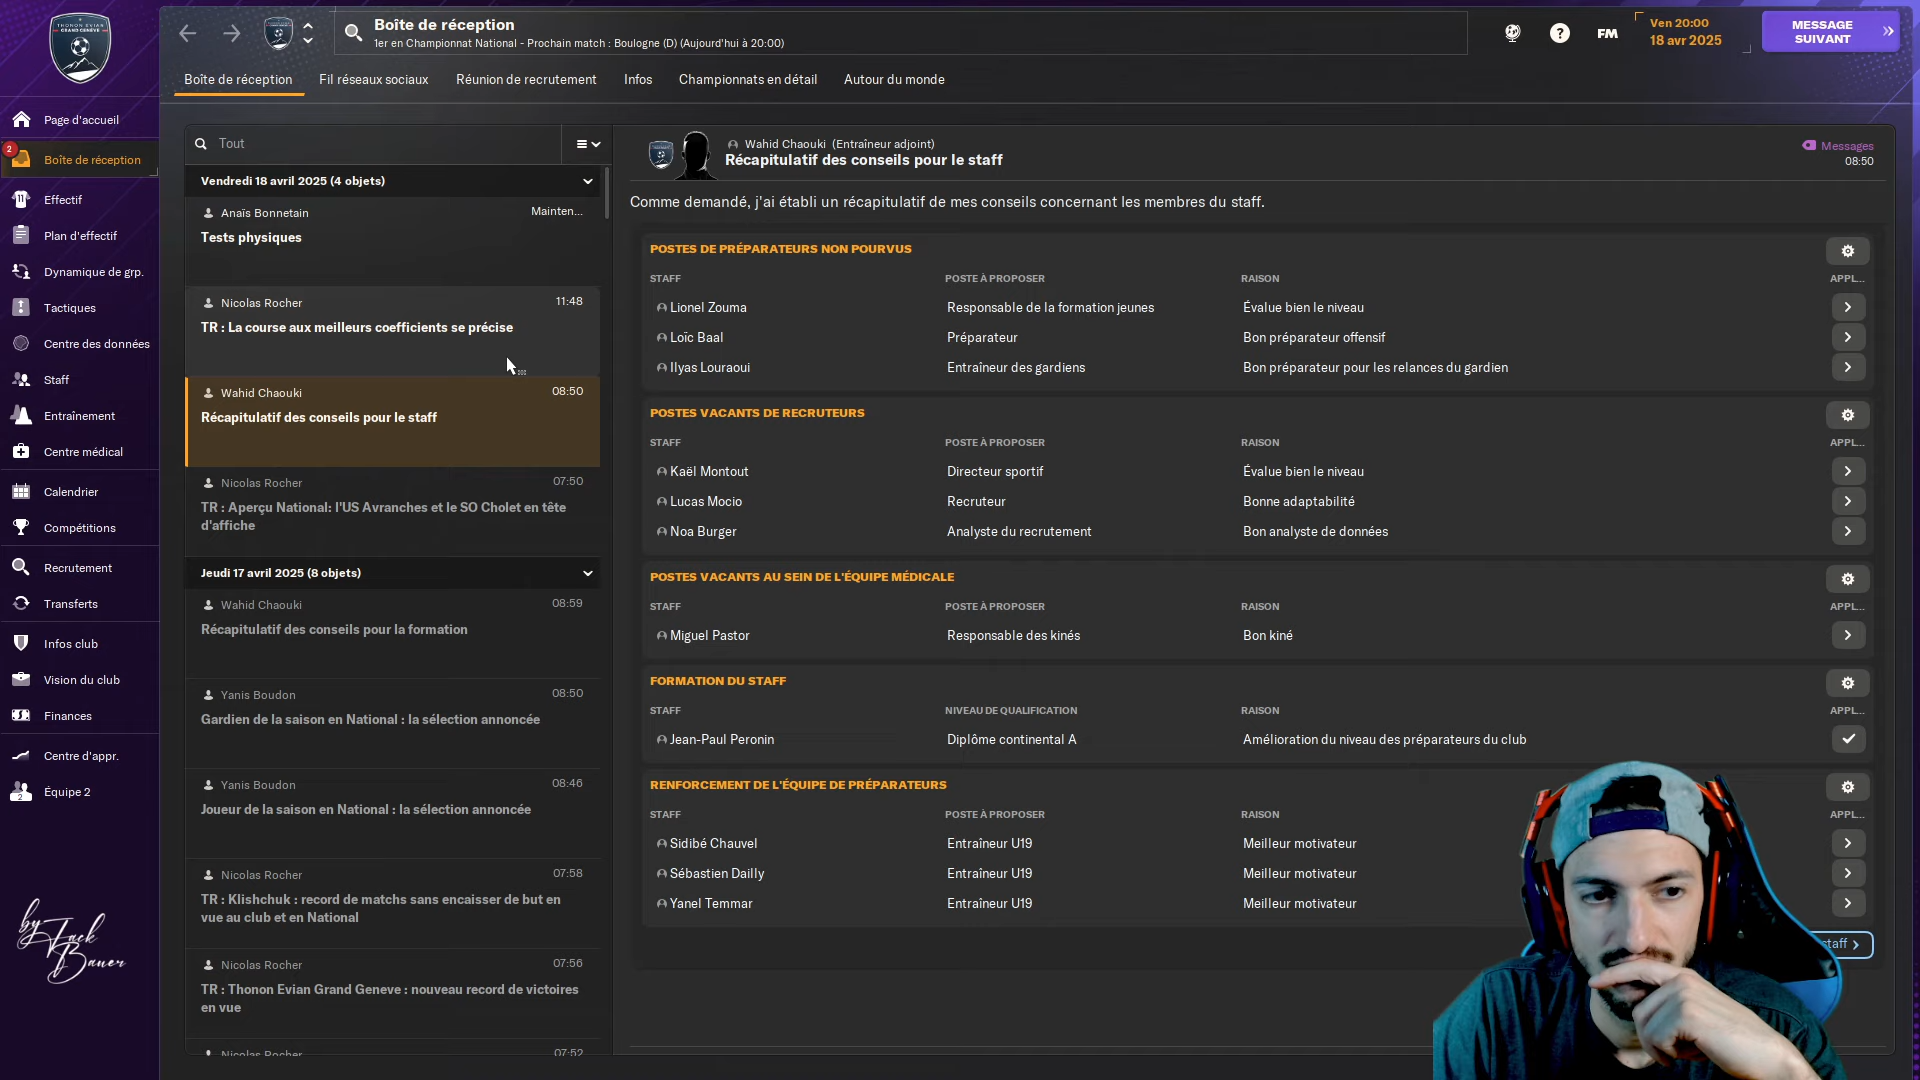 THONON EVIAN
GRAND GENÈVE
Boîte de réception
1er en Championnat National - Prochain match : Boulogne (D) (Aujourd'hui à 20:00)
FM
Ven 20:00
18 avr 2025
MESSAGE
SUIVANT
Boîte de réception
Fil réseaux sociaux
Réunion de recrutement
Infos
Championnats en détail
Autour du monde
Page d'accueil
2
Boîte de réception
Effectif
Plan d'effectif
Dynamique de grp.
Tactiques
Centre des données
Staff
Entraînement
Centre médical
Calendrier
Compétitions
Recrutement
Transferts
Infos club
Vision du club
Finances
Centre d'appr.
2
Équipe 2
by Jack
Bauer
Tout
Vendredi 18 avril 2025 (4 objets)
Anaïs Bonnetain
Mainten...
Tests physiques
Nicolas Rocher
11:48
TR : La course aux meilleurs coefficients se précise
Wahid Chaouki
08:50
Récapitulatif des conseils pour le staff
Nicolas Rocher
07:50
TR : Aperçu National: l'US Avranches et le SO Cholet en tête
d'affiche
Jeudi 17 avril 2025 (8 objets)
Wahid Chaouki
08:59
Récapitulatif des conseils pour la formation
Yanis Boudon
08:50
Gardien de la saison en National : la sélection annoncée
Yanis Boudon
08:46
Joueur de la saison en National : la sélection annoncée
Nicolas Rocher
07:58
TR : Klishchuk : record de matchs sans encaisser de but en
vue au club et en National
Nicolas Rocher
07:56
TR : Thonon Evian Grand Geneve : nouveau record de victoires
en vue
Nicolas Rocher
07:52
Wahid Chaouki (Entraîneur adjoint)
Récapitulatif des conseils pour le staff
Messages
08:50
Comme demandé, j'ai établi un récapitulatif de mes conseils concernant les membres du staff.
POSTES DE PRÉPARATEURS NON POURVUS
STAFF POSTE À PROPOSER RAISON APPL...
Lionel Zouma Responsable de la formation jeunes Évalue bien le niveau
Loïc Baal Préparateur Bon préparateur offensif
Ilyas Louraoui Entraîneur des gardiens Bon préparateur pour les relances du gardien
POSTES VACANTS DE RECRUTEURS
STAFF POSTE À PROPOSER RAISON APPL...
Kaël Montout Directeur sportif Évalue bien le niveau
Lucas Mocio Recruteur Bonne adaptabilité
Noa Burger Analyste du recrutement Bon analyste de données
POSTES VACANTS AU SEIN DE L'ÉQUIPE MÉDICALE
STAFF POSTE À PROPOSER RAISON APPL...
Miguel Pastor Responsable des kinés Bon kiné
FORMATION DU STAFF
STAFF NIVEAU DE QUALIFICATION RAISON APPL...
Jean-Paul Peronin Diplôme continental A Amélioration du niveau des préparateurs du club
RENFORCEMENT DE L'ÉQUIPE DE PRÉPARATEURS
STAFF POSTE À PROPOSER RAISON APPL...
Sidibé Chauvel Entraîneur U19 Meilleur motivateur
Sébastien Dailly Entraîneur U19 Meilleur motivateur
Yanel Temmar Entraîneur U19 Meilleur motivateur
staff